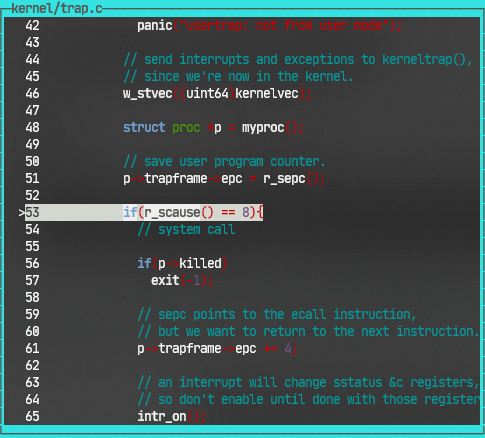 kernel/trap.c
42 panic("usertrap: not from user mode");
43
44 // send interrupts and exceptions to kerneltrap(),
45 // since we're now in the kernel.
46 w_stvec((uint64)kernelvec);
47
48 struct proc *p = myproc();
49
50 // save user program counter.
51 p->trapframe->epc = r_sepc();
52
>53 if(r_scause() == 8){
54 // system call
55
56 if(p->killed)
57 exit(-1);
58
59 // sepc points to the ecall instruction,
60 // but we want to return to the next instruction.
61 p->trapframe->epc += 4;
62
63 // an interrupt will change sstatus &c registers,
64 // so don't enable until done with those register
65 intr_on();